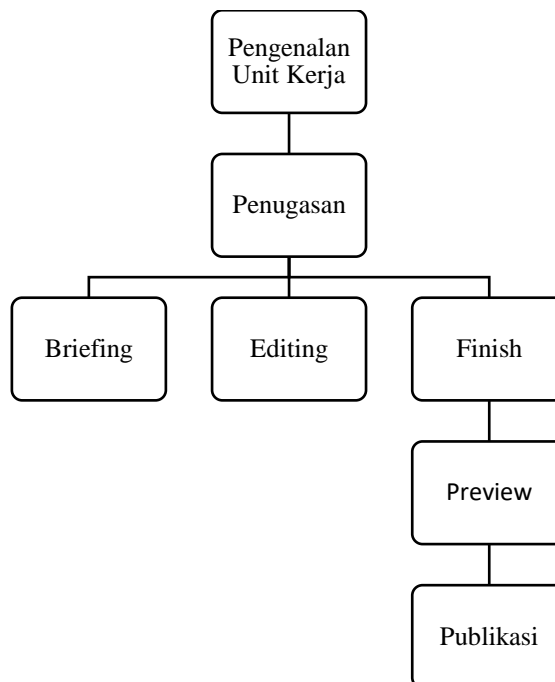 Pengenalan
Unit Kerja
Penugasan
Briefing
Editing
Finish
Preview
Publikasi